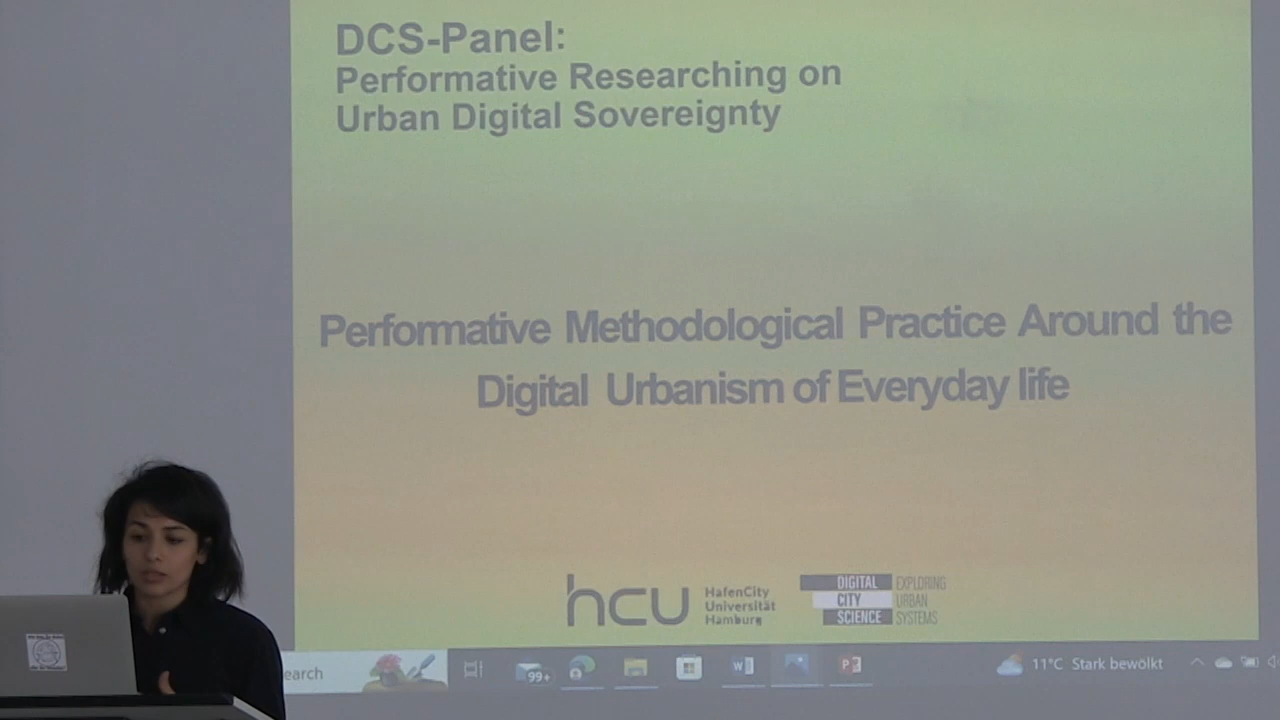 DCS-Panel:
Performative Researching on
Urban Digital Sovereignty
Performative Methodological Practice Around the
Digital Urbanism of Everyday life
hcu
HafenCity
Universität
Hamburg
DIGITAL EXPLORING
CITY URBAN
SCIENCE SYSTEMS
earch
99+
11°C Stark bewölkt